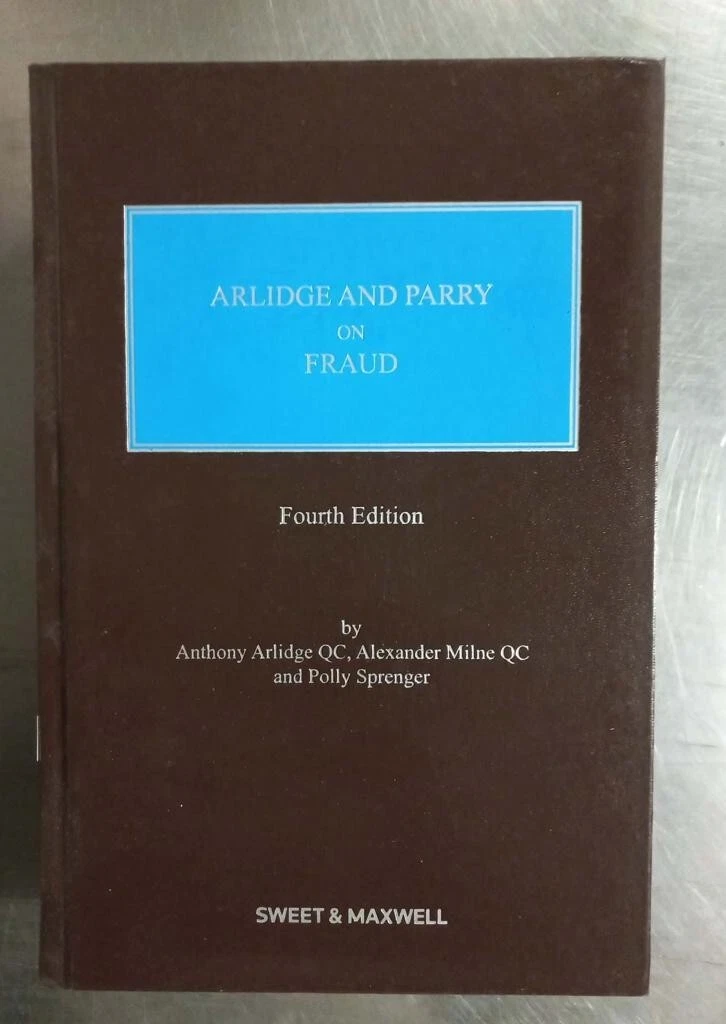 ARLIDGE AND PARRY
ON
FRAUD
Fourth Edition
by
Anthony Arlidge QC, Alexander Milne QC
and Polly Sprenger
SWEET & MAXWELL